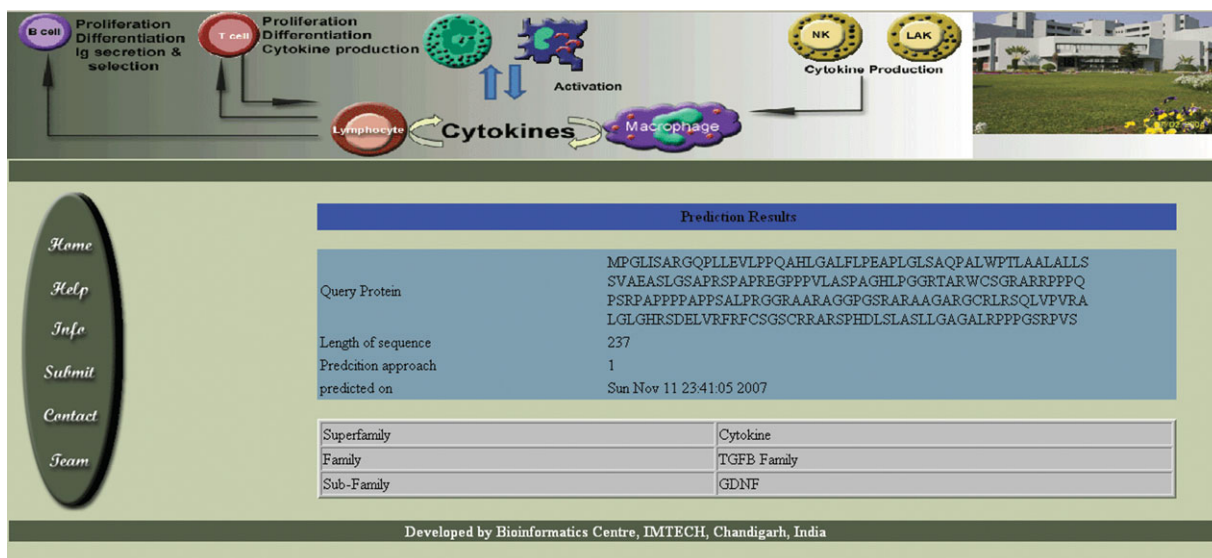 B cell
Proliferation
Differentiation
Ig secretion &
selection
T cell
Proliferation
Differentiation
Cytokine production
Activation
NK
LAK
Cytokine Production
Lymphocyte
Cytokines
Macrophage
Home
Help
Info
Submit
Contact
Team
Prediction Results
Query Protein
MPGLISARGQPLLEVLPPQAHLGALFLPEAPLGLSAQPALWPTLAALALLS
SVAEASLGSAPRSPAPREGPPPVLASPAGHLPGGRTARWCSGRARRPPPQ
PSRPAPPPPAPPSALPRGGRAARAGGPGSRARAAGARGCRLRSQLVPVRA
LGLGHRSDELVRFRFCSGSCRRARSPHDLSLASLLGAGALRPPPGSRPVS
Length of sequence 237
Predcition approach 1
predicted on Sun Nov 11 23:41:05 2007
Superfamily Cytokine
Family TGFB Family
Sub-Family GDNF
Developed by Bioinformatics Centre, IMTECH, Chandigarh, India